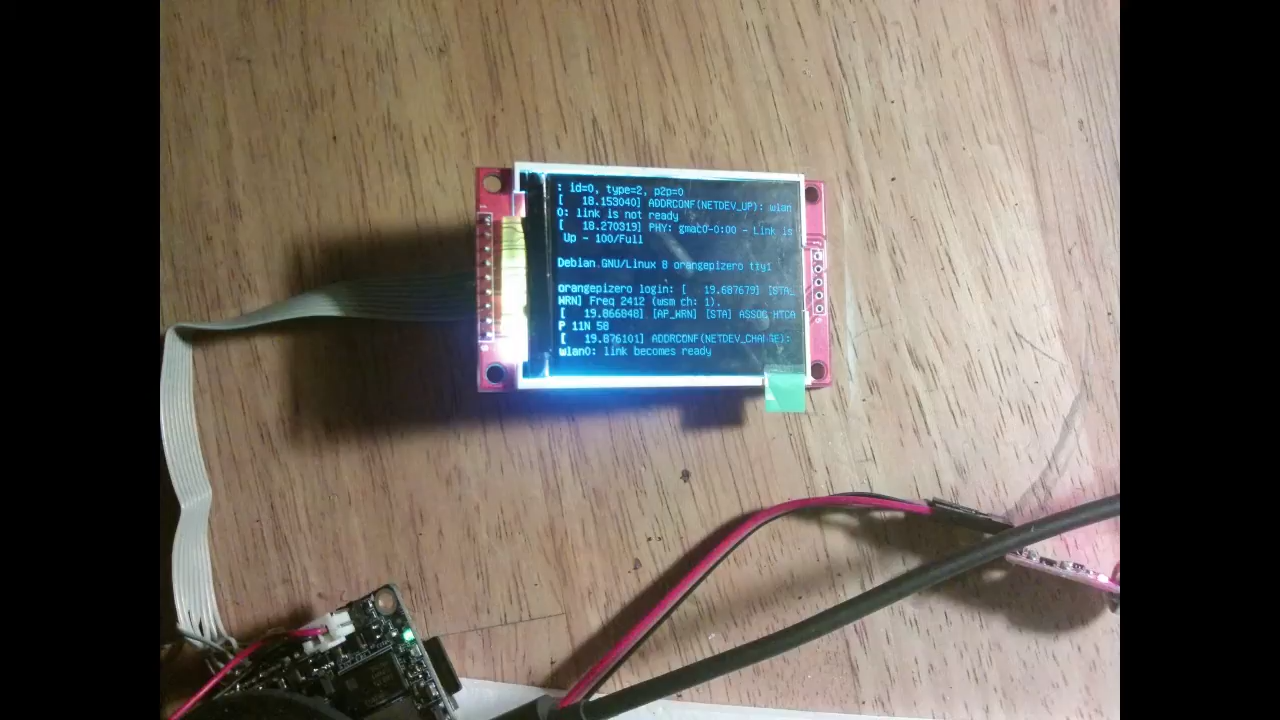 : id=0, type=2, p2p=0
[   18.153040] ADDRCONF(NETDEV_UP): wlan
0: link is not ready
[   18.270319] PHY: gmac0-0:00 - Link is
Up - 100/Full
Debian GNU/Linux 8 orangepizero tty1
orangepizero login: [   19.687679] [STA_
WRN] Freq 2412 (wsm ch: 1).
[   19.866848] [AP_WRN] [STA] ASSOC HTCA
P 11N 58
[   19.876101] ADDRCONF(NETDEV_CHANGE):
wlan0: link becomes ready